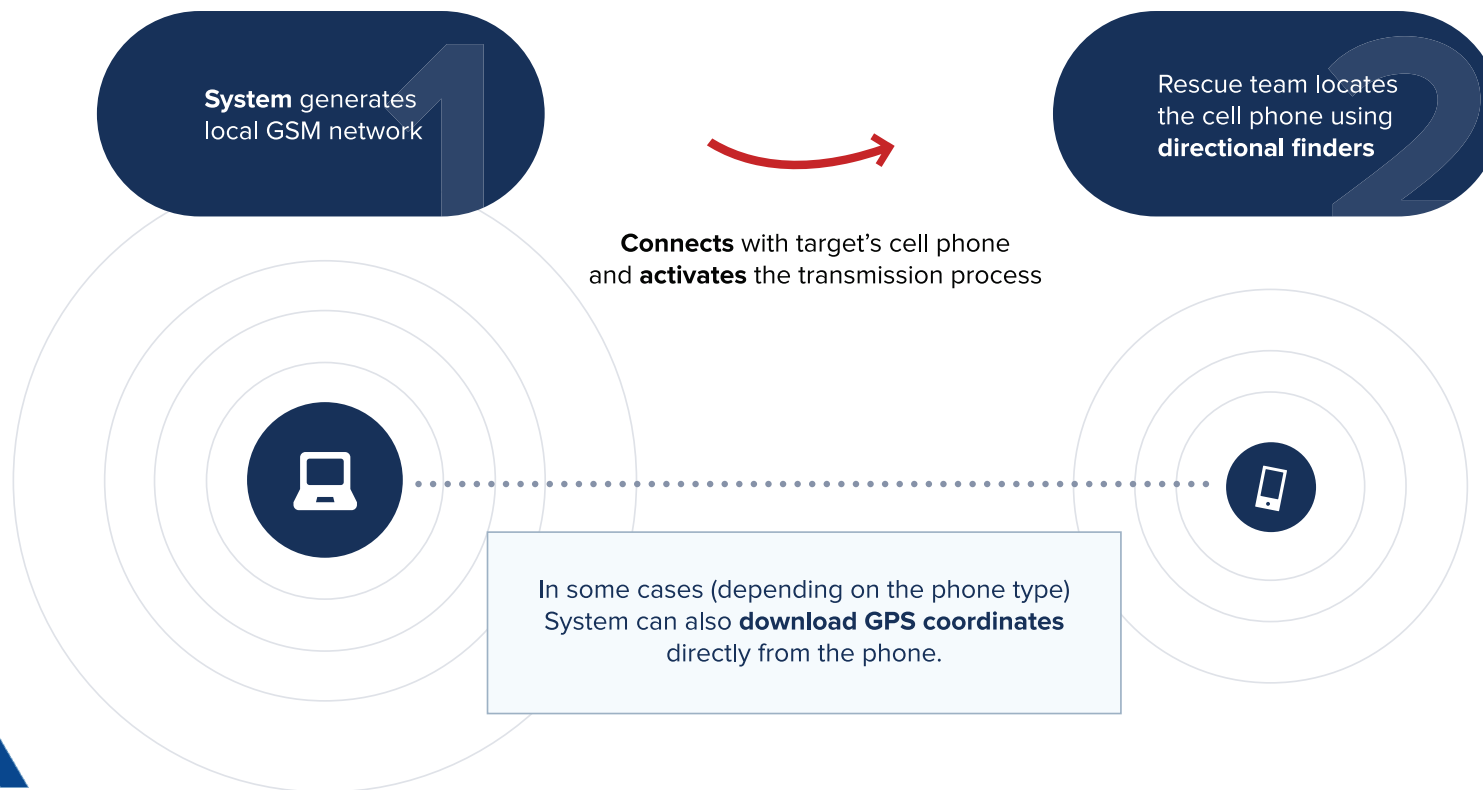 1
System generates
local GSM network
Connects with target’s cell phone
and activates the transmission process
2
Rescue team locates
the cell phone using
directional finders
In some cases (depending on the phone type)
System can also download GPS coordinates
directly from the phone.